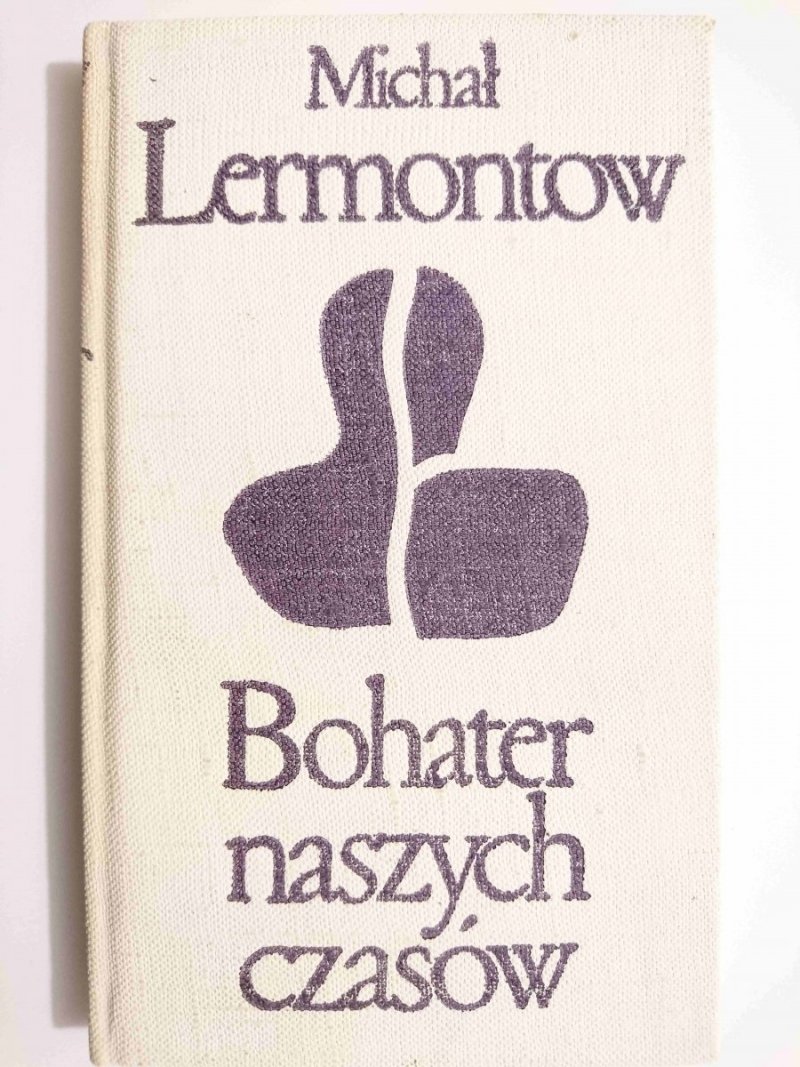 Michał
Lermontow
Bohater
naszych
czasów